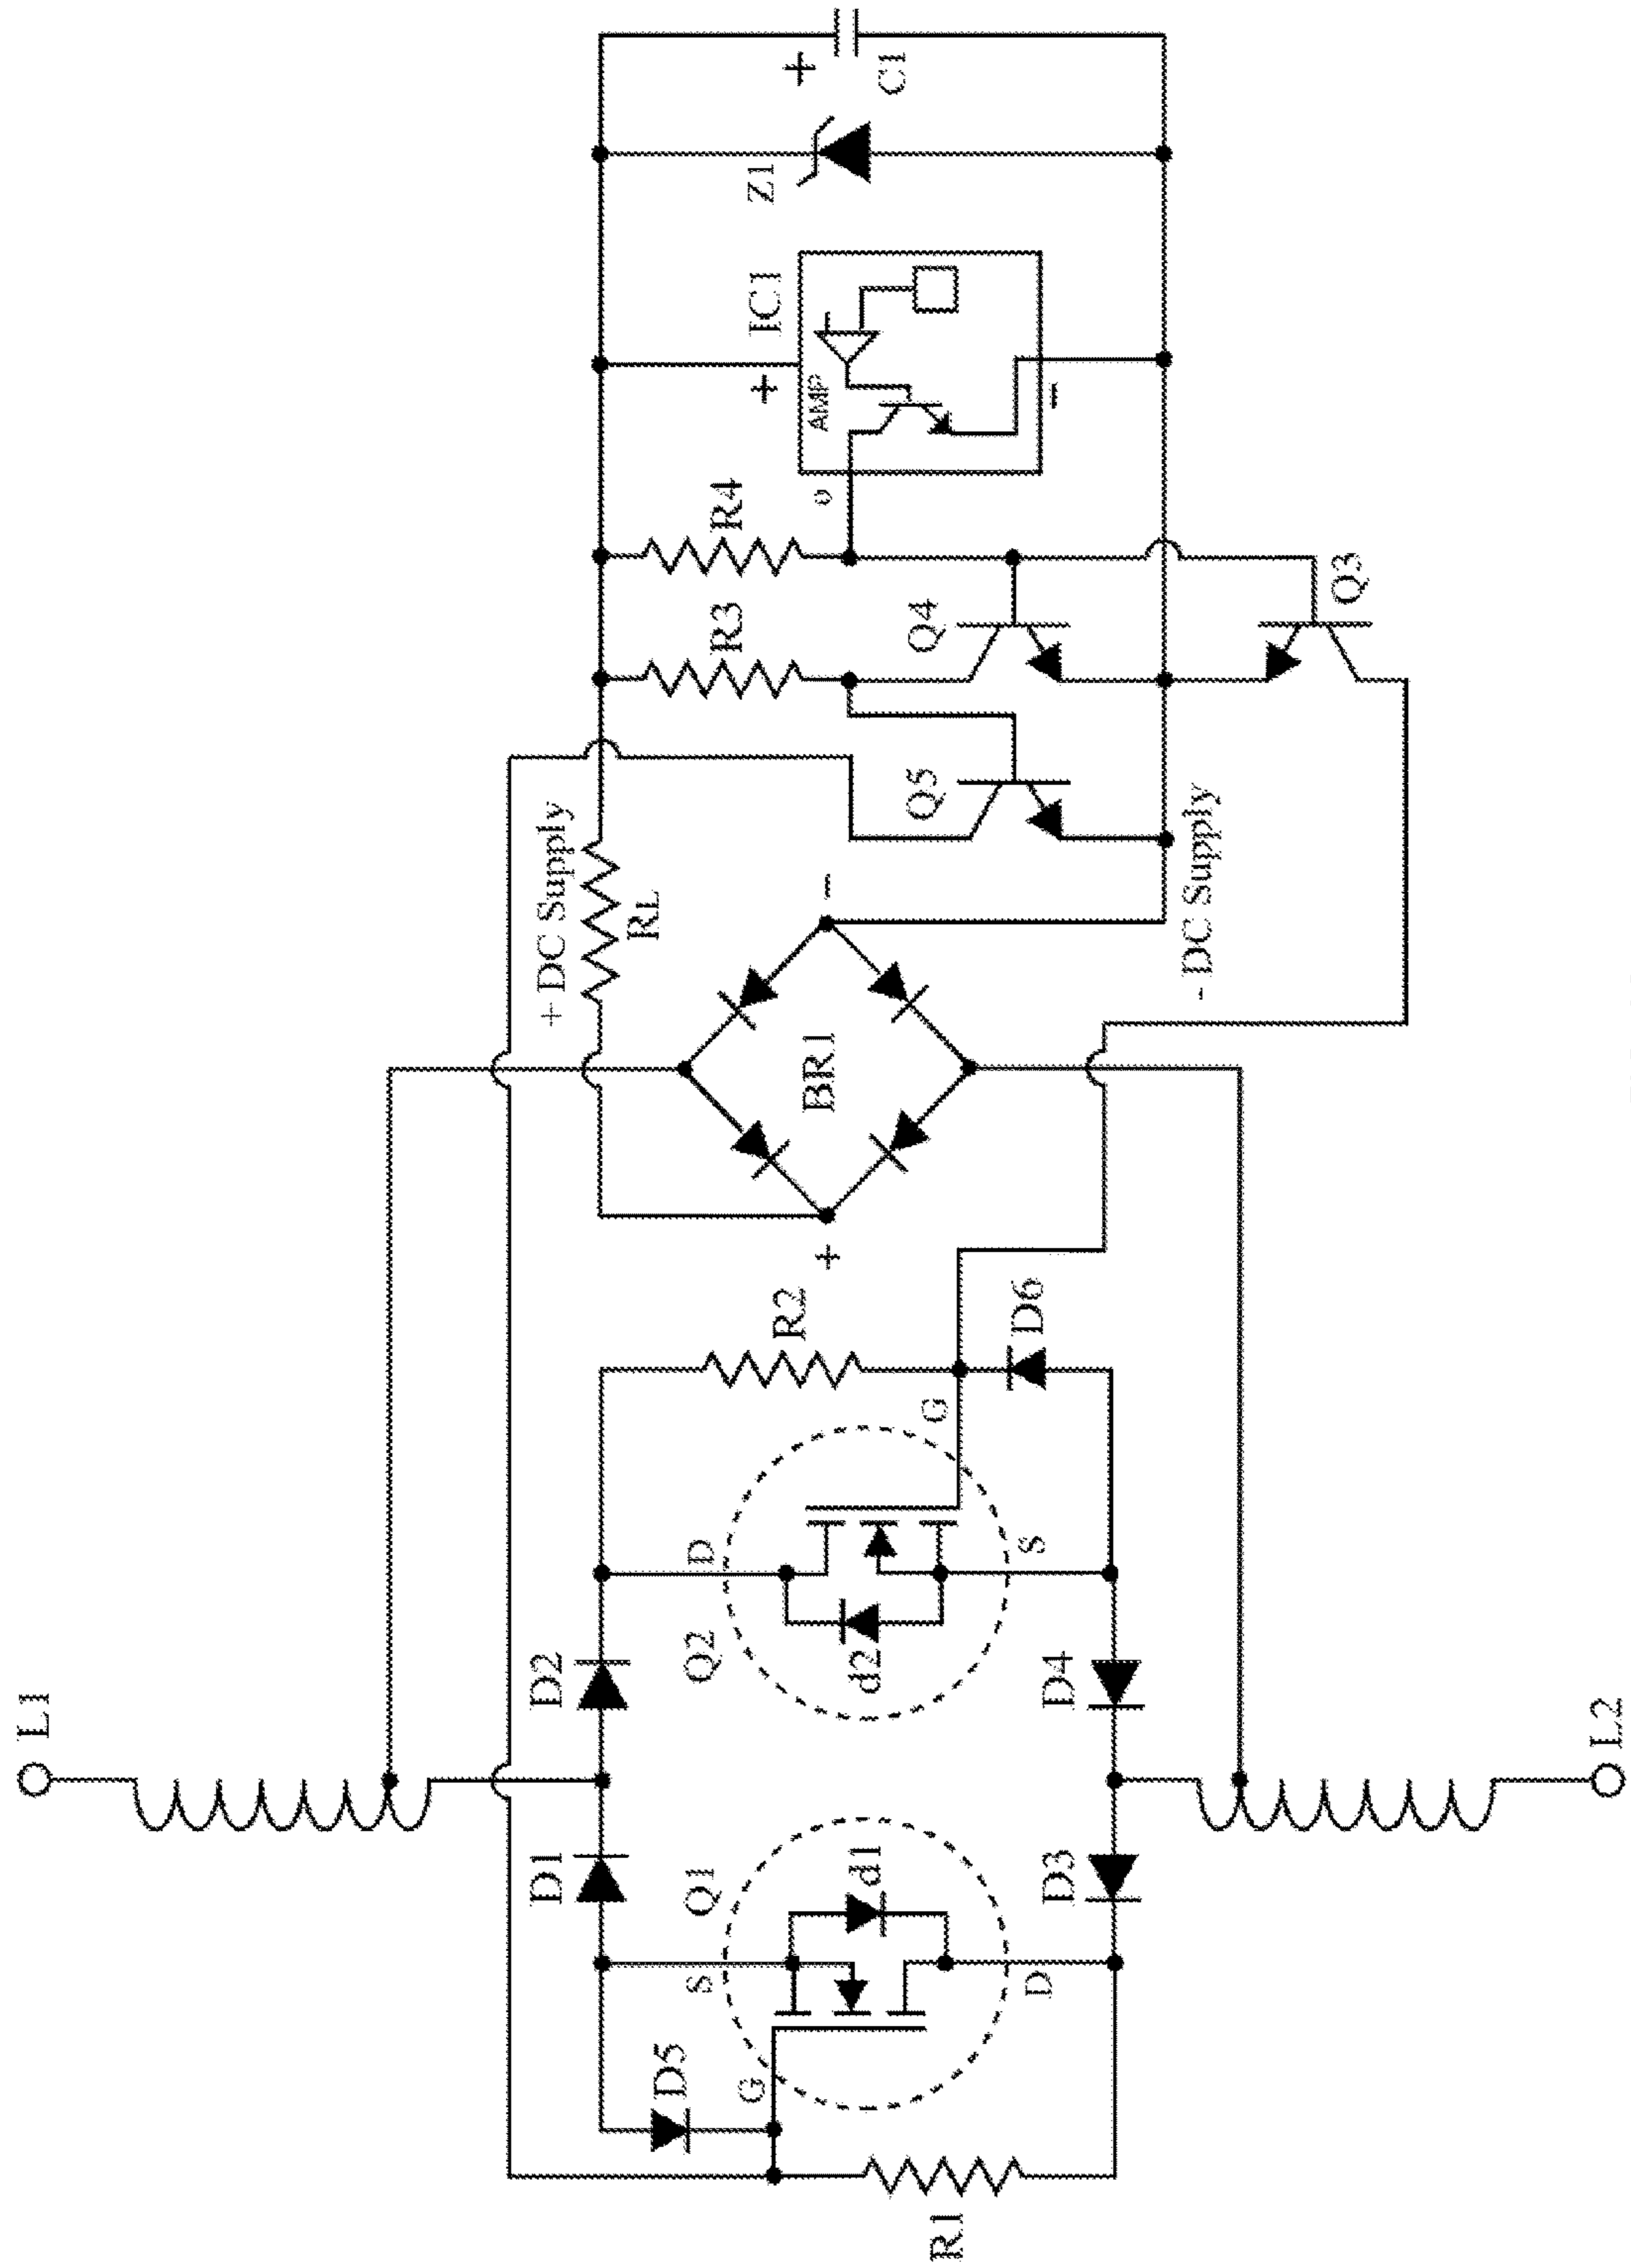 L1
D1
D2
D5
G
S
Q1
d1
D
D3
R1
Q2
D
d2
S
G
D4
R2
D6
L2
+
BR1
−
+ DC Supply
RL
- DC Supply
Q5
R3
R4
Q4
Q3
IC1
+
AMP
o
−
Z1
+
C1